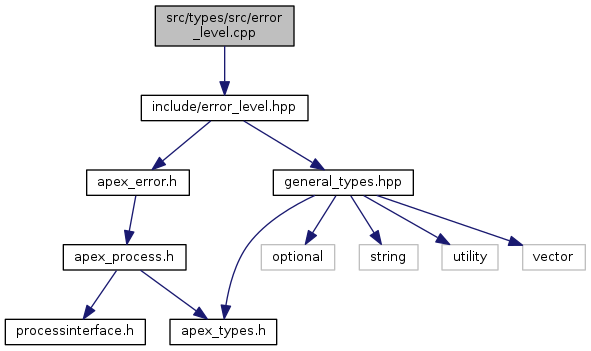 src/types/src/error
_level.cpp
include/error_level.hpp
apex_error.h
general_types.hpp
apex_process.h
optional
string
utility
vector
processinterface.h
apex_types.h